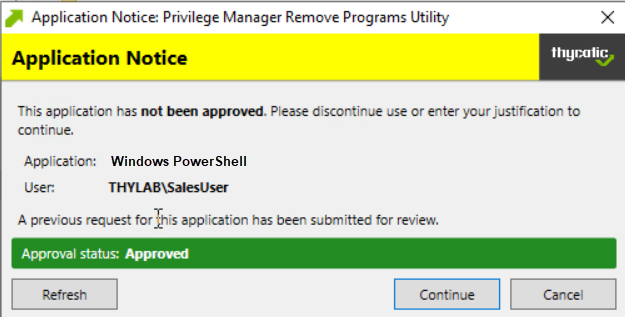 Application Notice: Privilege Manager Remove Programs Utility
Application Notice
thycotic
This application has not been approved. Please discontinue use or enter your justification to
continue.
Application: Windows PowerShell
User: THYLAB\SalesUser
A previous request for this application has been submitted for review.
Approval status: Approved
Refresh Continue Cancel